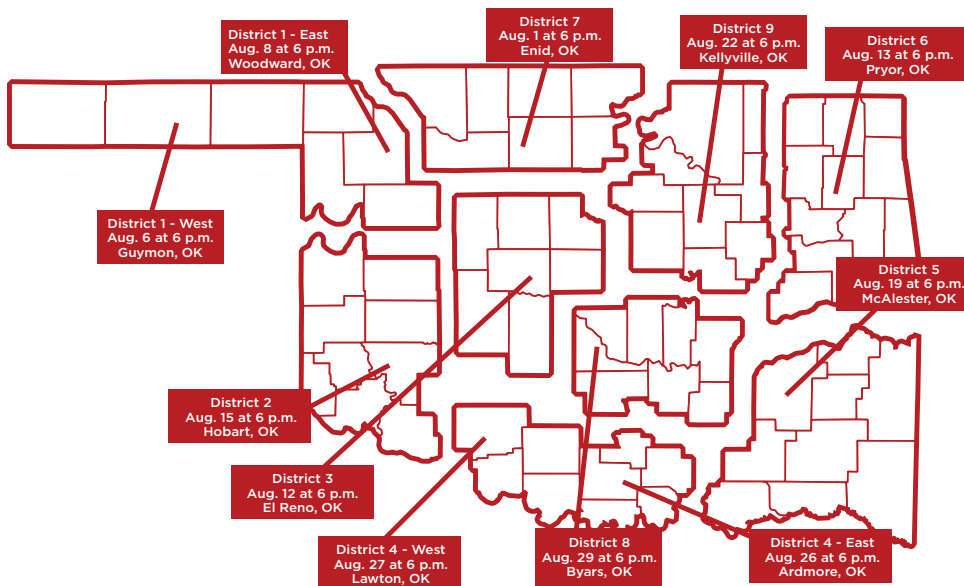 District 1 - East
Aug. 8 at 6 p.m.
Woodward, OK
District 7
Aug. 1 at 6 p.m.
Enid, OK
District 9
Aug. 22 at 6 p.m.
Kellyville, OK
District 6
Aug. 13 at 6 p.m.
Pryor, OK
District 1 - West
Aug. 6 at 6 p.m.
Guymon, OK
District 5
Aug. 19 at 6 p.m.
McAlester, OK
District 2
Aug. 15 at 6 p.m.
Hobart, OK
District 3
Aug. 12 at 6 p.m.
El Reno, OK
District 4 - West
Aug. 27 at 6 p.m.
Lawton, OK
District 8
Aug. 29 at 6 p.m.
Byars, OK
District 4 - East
Aug. 26 at 6 p.m.
Ardmore, OK